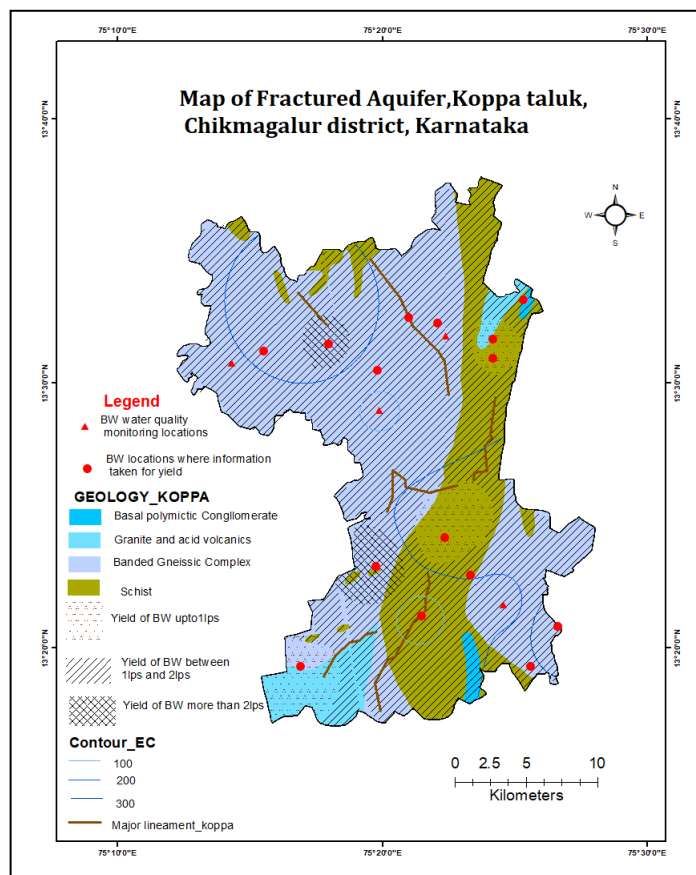 75°10'0"E
75°20'0"E
75°30'0"E
Map of Fractured Aquifer,Koppa taluk,
Chikmagalur district, Karnataka
13°40'0"N
13°40'0"N
N
W
E
S
13°30'0"N
13°30'0"N
Legend
BW water quality
monitoring locations
BW locations where information
taken for yield
GEOLOGY_KOPPA
Basal polymictic Conglomerate
Granite and acid volcanics
Banded Gneissic Complex
Schist
Yield of BW upto1lps
Yield of BW between
1lps and 2lps
Yield of BW more than 2lps
13°20'0"N
13°20'0"N
Contour_EC
100
200
300
Major lineament_koppa
0 2.5 5 10
Kilometers
75°10'0"E
75°20'0"E
75°30'0"E